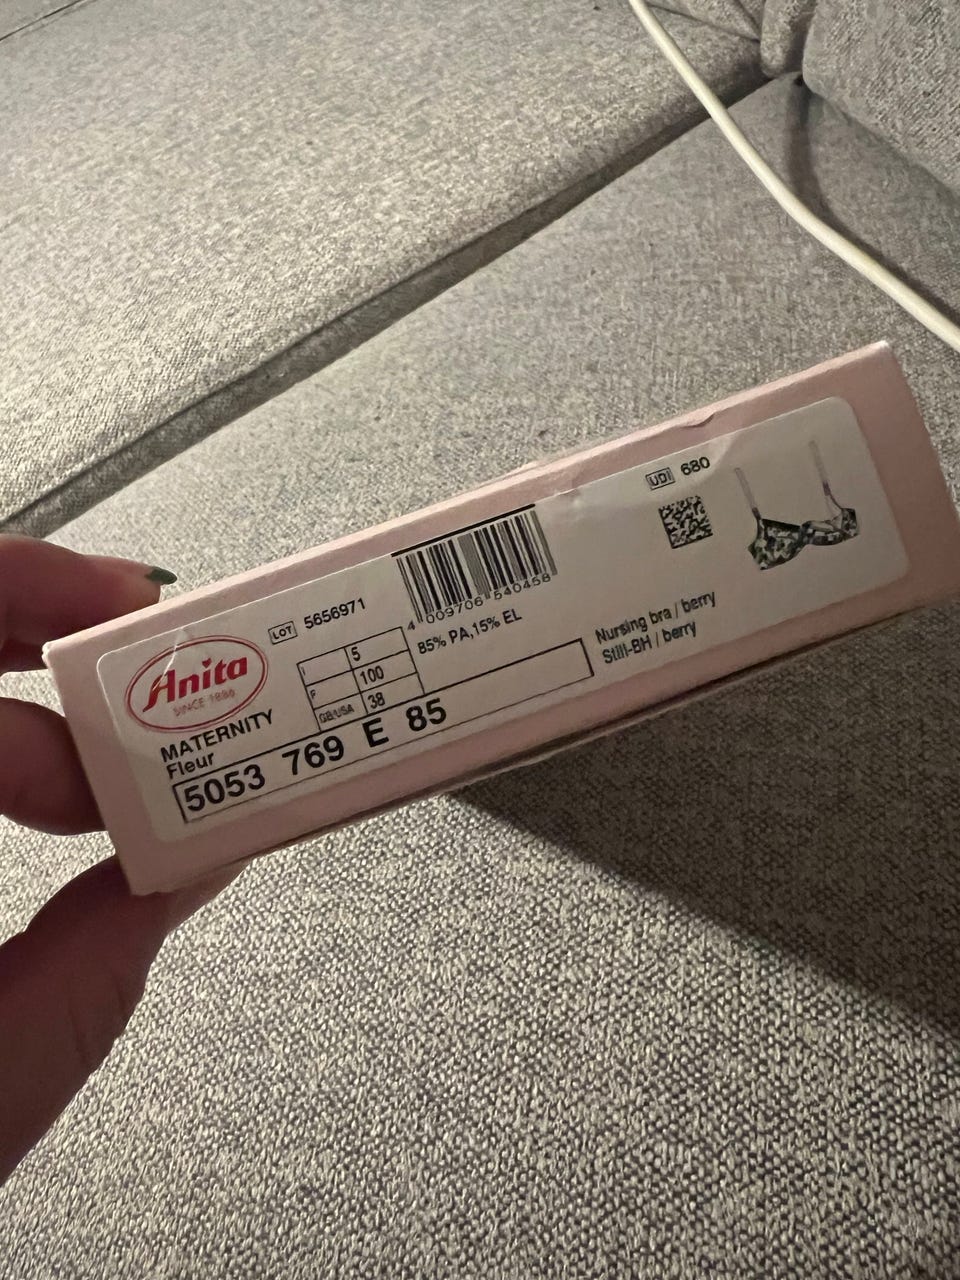 Anita
SINCE 1886
MATERNITY
Fleur
5053 769 E 85
LOT 5656971
I 5
F 100
GB/USA 38
4 009706 540458
85% PA,15% EL
UDI 680
Nursing bra / berry
Still-BH / berry